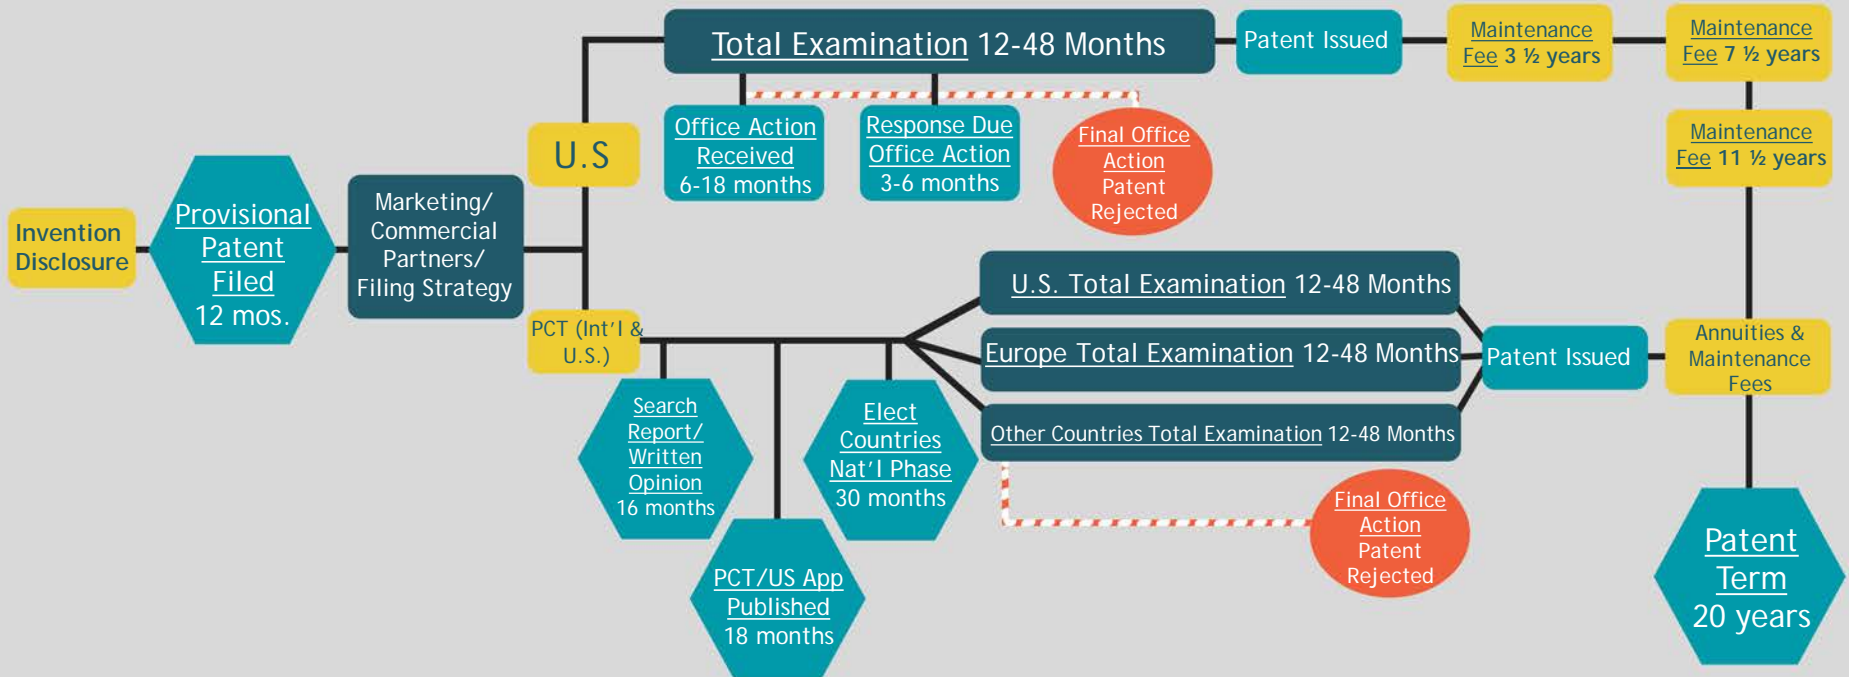 Invention
Disclosure
Provisional
Patent
Filed
12 mos.
Marketing/
Commercial
Partners/
Filing Strategy
U.S
Total Examination 12-48 Months
Office Action
Received
6-18 months
Response Due
Office Action
3-6 months
Final Office
Action
Patent
Rejected
Patent Issued
Maintenance
Fee 3 ½ years
Maintenance
Fee 7 ½ years
Maintenance
Fee 11 ½ years
PCT (Int'l &
U.S.)
Search
Report/
Written
Opinion
16 months
PCT/US App
Published
18 months
Elect
Countries
Nat'l Phase
30 months
U.S. Total Examination 12-48 Months
Europe Total Examination 12-48 Months
Other Countries Total Examination 12-48 Months
Final Office
Action
Patent
Rejected
Patent Issued
Annuities &
Maintenance
Fees
Patent
Term
20 years